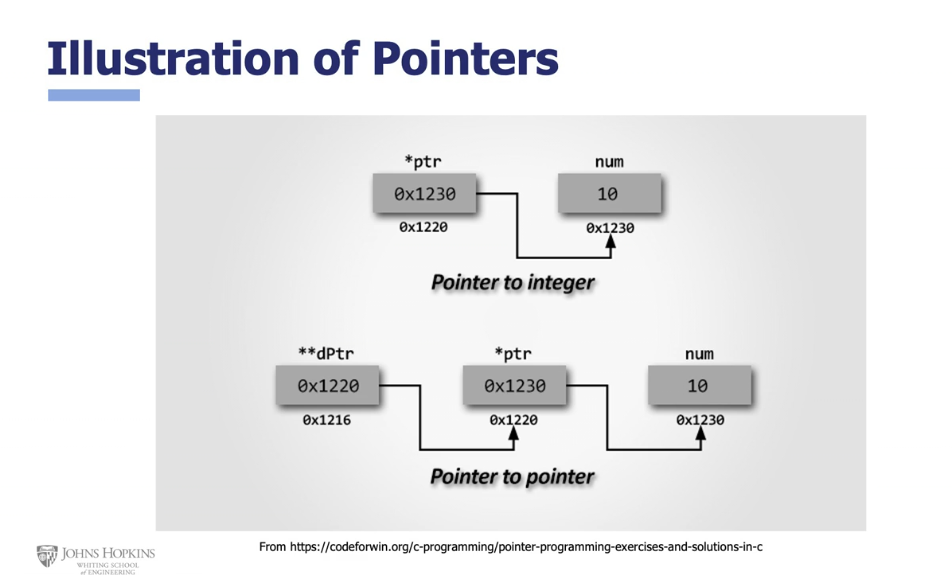 Illustration of Pointers
*ptr num
0x1230 10
0x1220 0x1230
Pointer to integer
**dPtr *ptr num
0x1220 0x1230 10
0x1216 0x1220 0x1230
Pointer to pointer
From https://codeforwin.org/c-programming/pointer-programming-exercises-and-solutions-in-c
JOHNS HOPKINS
WHITING SCHOOL
of ENGINEERING